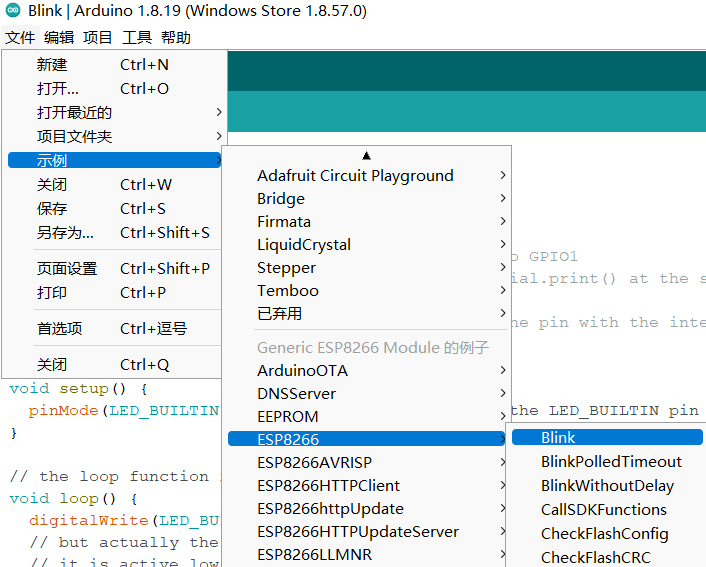 Blink | Arduino 1.8.19 (Windows Store 1.8.57.0)
文件 编辑 项目 工具 帮助
新建 Ctrl+N
打开... Ctrl+O
打开最近的
项目文件夹
示例
关闭 Ctrl+W
保存 Ctrl+S
另存为... Ctrl+Shift+S
页面设置 Ctrl+Shift+P
打印 Ctrl+P
首选项 Ctrl+逗号
关闭 Ctrl+Q
Adafruit Circuit Playground
Bridge
Firmata
LiquidCrystal
Stepper
Temboo
已弃用
Generic ESP8266 Module 的例子
ArduinoOTA
DNSServer
EEPROM
ESP8266
ESP8266AVRISP
ESP8266HTTPClient
ESP8266httpUpdate
ESP8266HTTPUpdateServer
ESP8266LLMNR
Blink
BlinkPolledTimeout
BlinkWithoutDelay
CallSDKFunctions
CheckFlashConfig
CheckFlashCRC
o GPIO1
ial.print() at the s
he pin with the inte
void setup() {
pinMode(LED_BUILTIN the LED_BUILTIN pin
}
// the loop function
void loop() {
digitalWrite(LED_BU
// but actually the
// it is active low